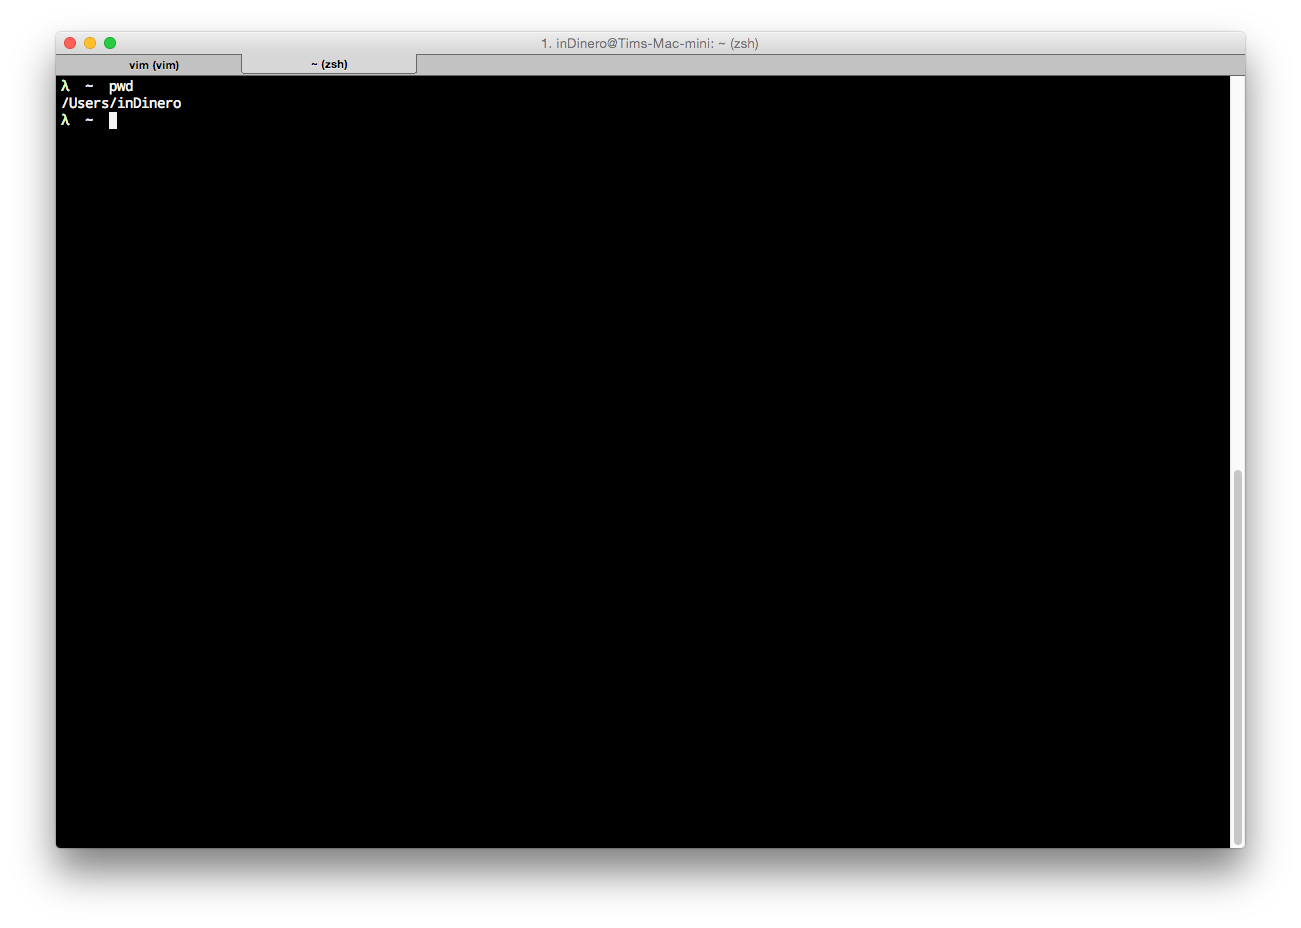 1. inDinero@Tims-Mac-mini: ~ (zsh)
vim (vim) ~ (zsh)
λ ~ pwd
/Users/inDinero
λ ~